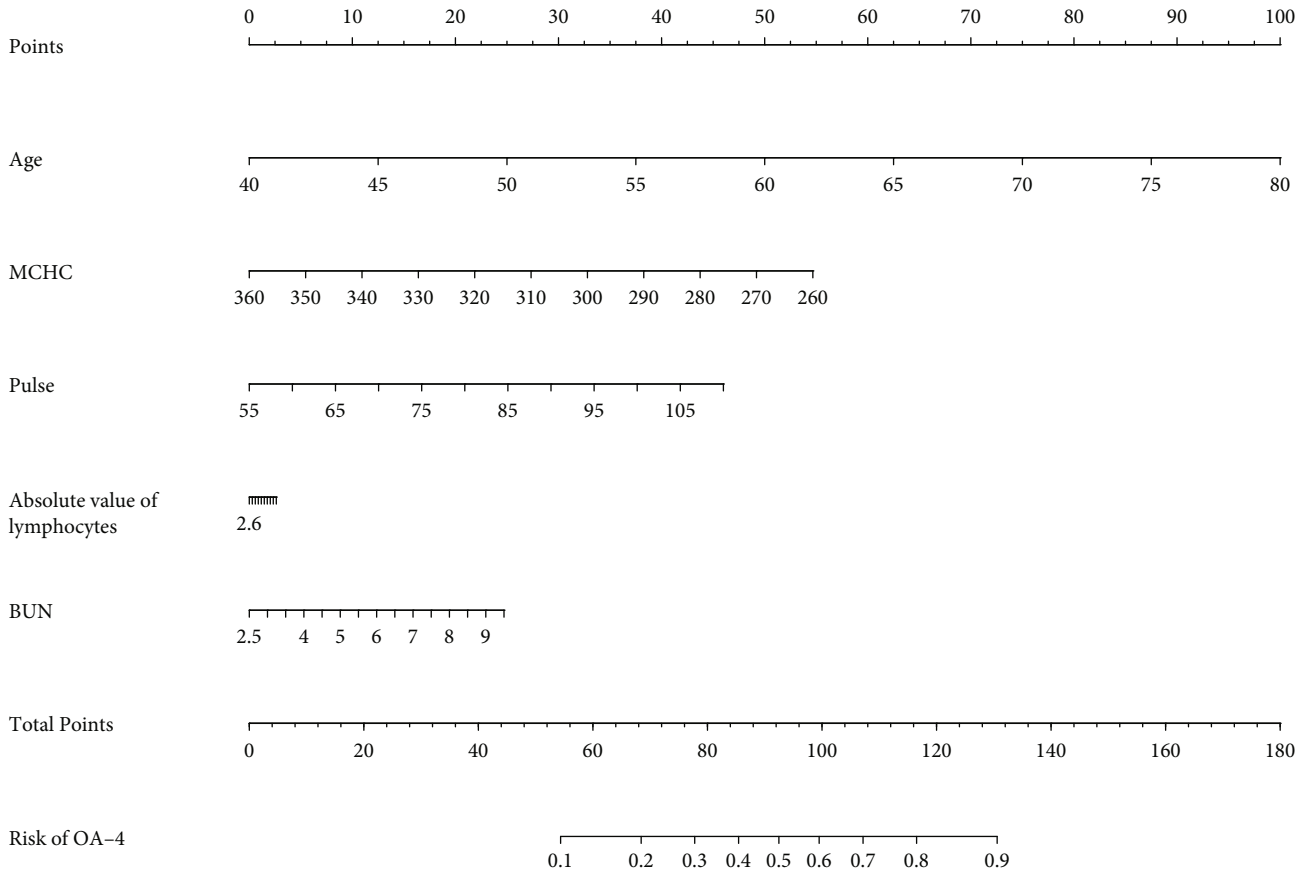 0 10 20 30 40 50 60 70 80 90 100
Points
Age
40 45 50 55 60 65 70 75 80
MCHC
360 350 340 330 320 310 300 290 280 270 260
Pulse
55 65 75 85 95 105
Absolute value of
lymphocytes
2.6
BUN
2.5 4 5 6 7 8 9
Total Points
0 20 40 60 80 100 120 140 160 180
Risk of OA–4
0.1 0.2 0.3 0.4 0.5 0.6 0.7 0.8 0.9